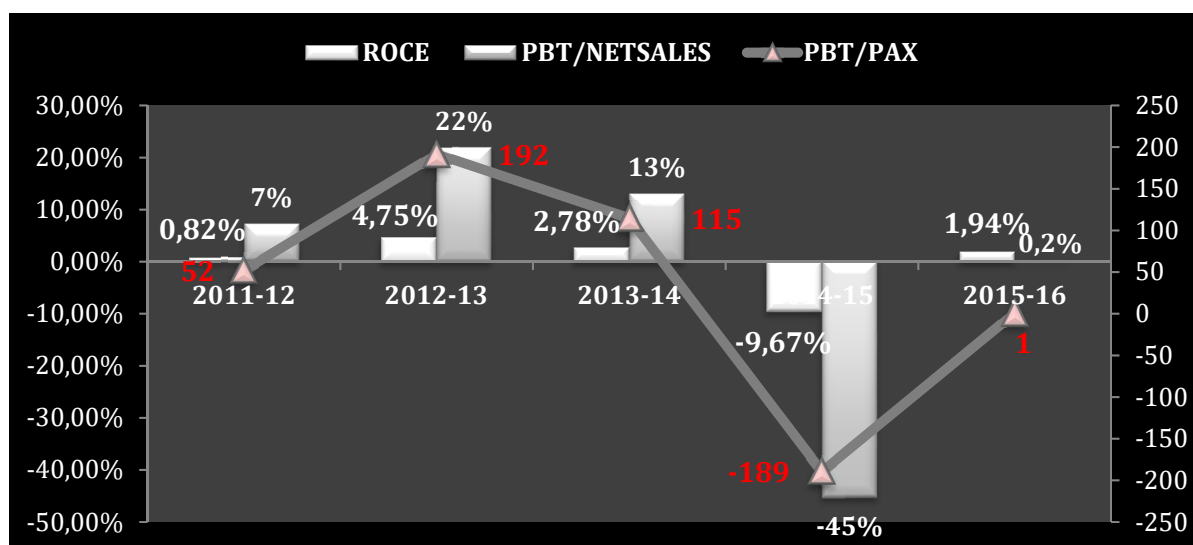 ROCE PBT/NETSALES PBT/PAX
30,00% 250
22% 200
20,00% 192
13% 150
7% 4,75% 2,78%
10,00% 0,82% 115 1,94% 100
0,00% 52 0,2% 50
2011-12 2012-13 2013-14 2014-15 2015-16
-10,00% 0
-9,67% 1
-20,00% -50
-30,00% -100
-150
-40,00% -189 -200
-50,00% -45% -250